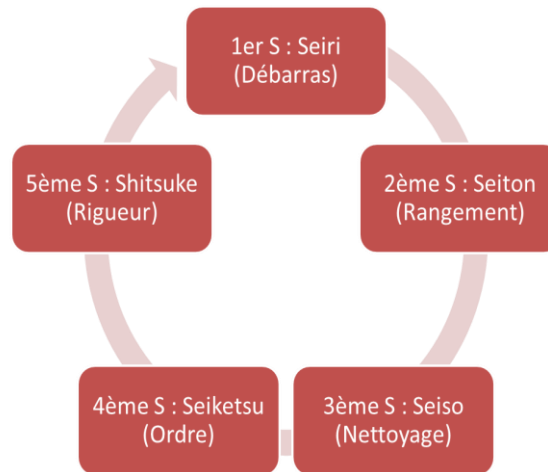 1er S : Seiri
(Débarras)
2ème S : Seiton
(Rangement)
3ème S : Seiso
(Nettoyage)
4ème S : Seiketsu
(Ordre)
5ème S : Shitsuke
(Rigueur)